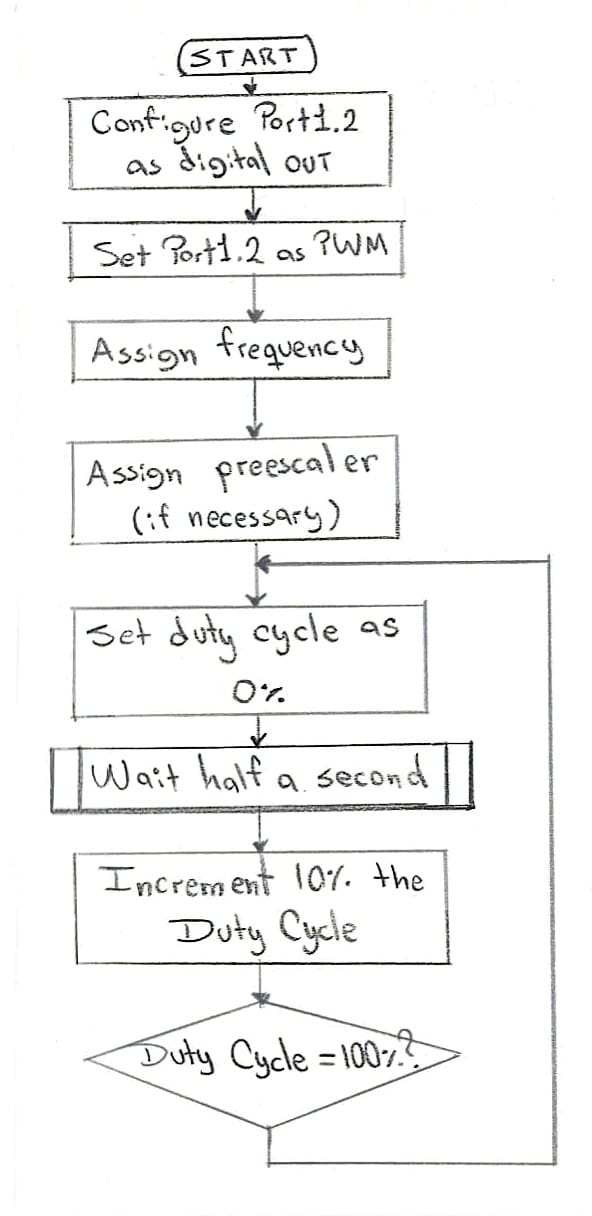 START
Configure Port1.2
as digital OUT
Set Port1.2 as PWM
Assign frequency
Assign preescaler
(if necessary)
Set duty cycle as
0%
Wait half a second
Increment 10% the
Duty Cycle
Duty Cycle = 100%?